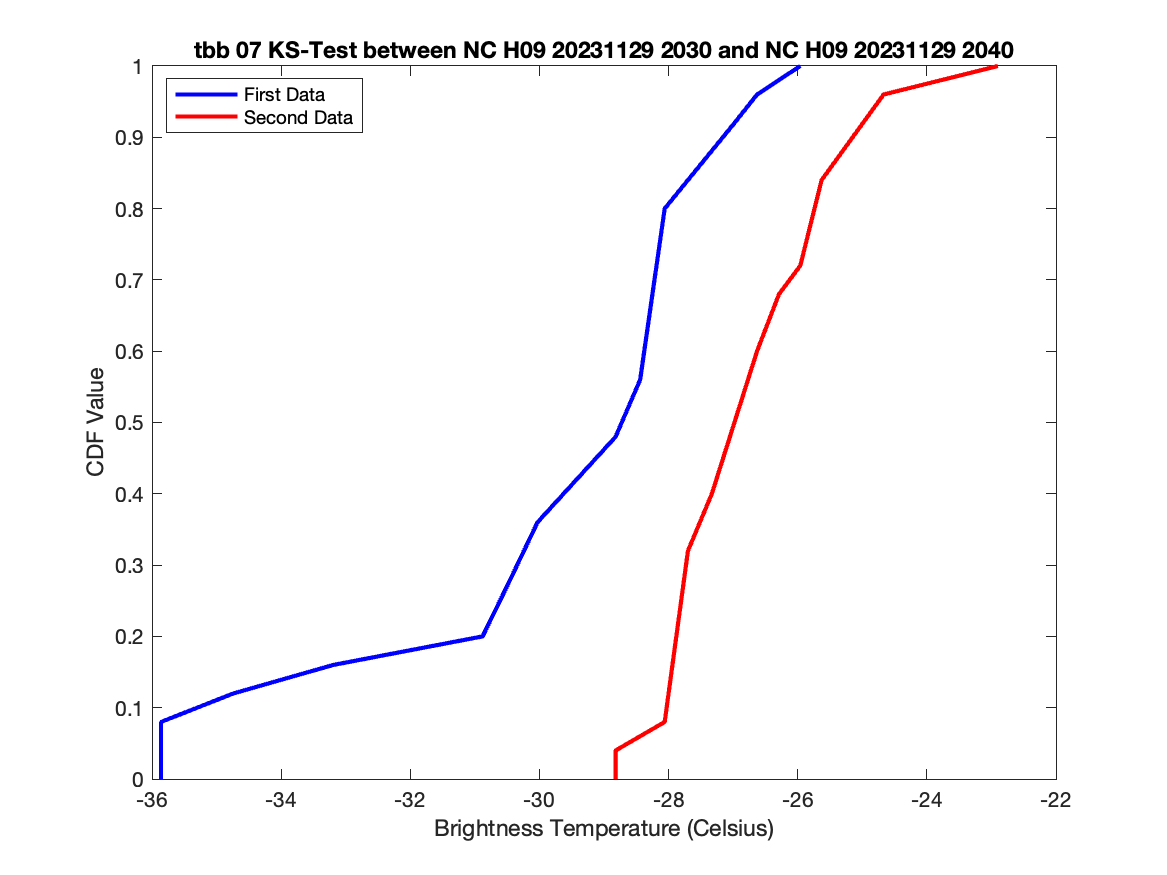 tbb 07 KS-Test between NC H09 20231129 2030 and NC H09 20231129 2040
First Data
Second Data
1
0.9
0.8
0.7
0.6
0.5
0.4
0.3
0.2
0.1
0
CDF Value
-36 -34 -32 -30 -28 -26 -24 -22
Brightness Temperature (Celsius)